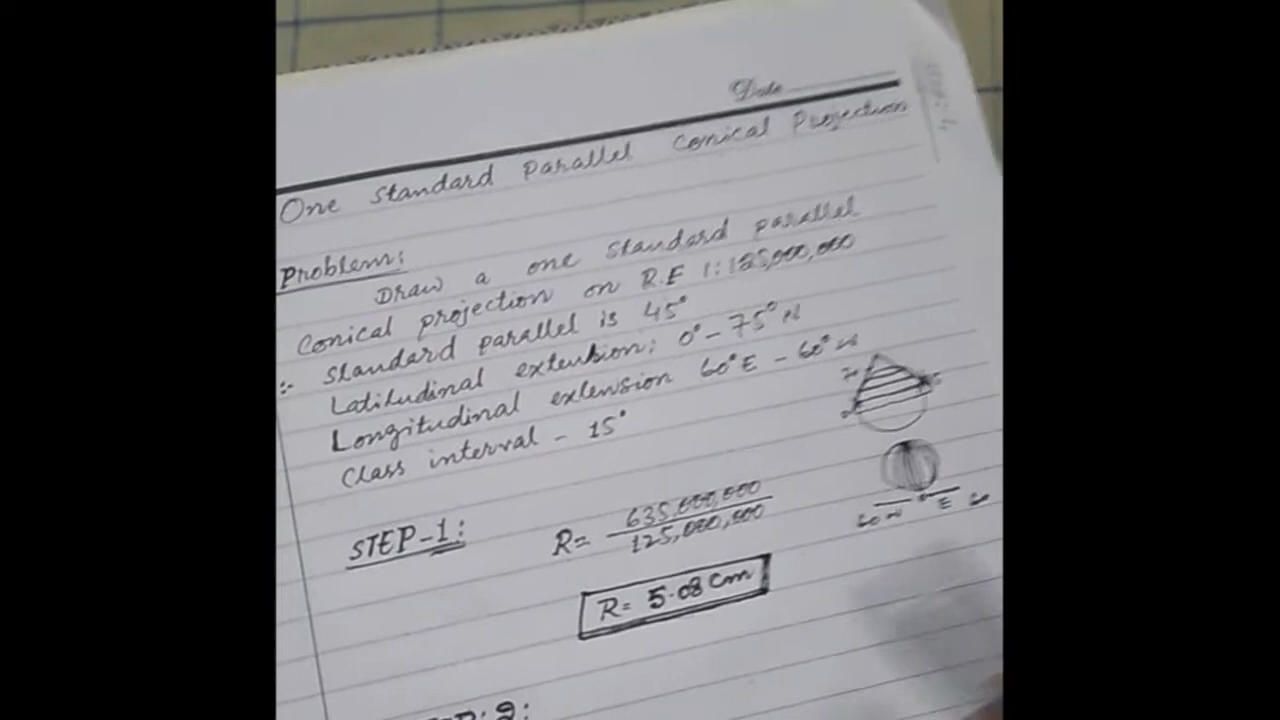 Date
One Standard Parallel Conical Projection
Problem:
Draw a one standard parallel
Conical projection on R.F 1:125,000,000
:- Standard parallel is 45°
Latitudinal extension: 0° - 75° N
Longitudinal extension 60° E - 60° W
Class interval - 15°
STEP-1:
R= 635,000,000
125,000,000
R= 5.08 cm
60 W 0 E 60